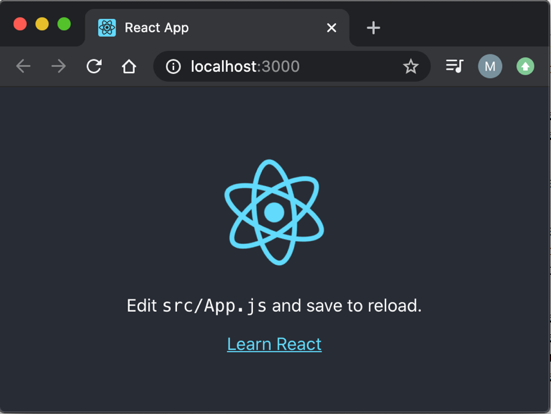 React App
localhost:3000
M
Edit src/App.js and save to reload.
Learn React